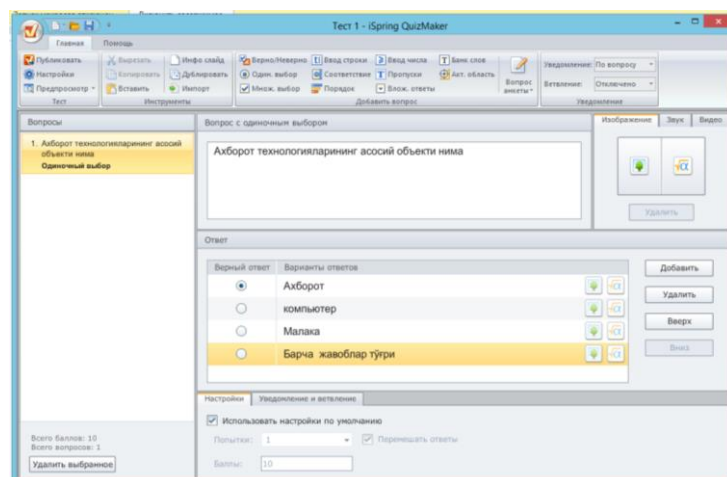 Тест 1 - iSpring QuizMaker
Главная Помощь
Публиковать Вырезать Инфо слайд Верно/Неверно Ввод строки Ввод числа Банк слов Уведомление: По вопросу
Настройки Копировать Дублировать Один. выбор Соответствие Пропуски Акт. область Вопрос анкеты Ветвление: Отключено
Предпросмотр Вставить Импорт Множ. выбор Порядок Влож. ответы
Тест Инструменты Добавить вопрос Уведомление
Вопросы
1. Ахборот технологияларининг асосий
объекти нима
Одиночный выбор
Вопрос с одиночным выбором
Изображение Звук Видео
Ахборот технологияларининг асосий объекти нима
Удалить
Ответ
Верный ответ Варианты ответов
Ахборот
компьютер
Малака
Барча жавоблар тўғри
Добавить
Удалить
Вверх
Вниз
Настройки Уведомление и ветвление
Использовать настройки по умолчанию
Попытки: 1 Перемешать ответы
Баллы: 10
Всего баллов: 10
Всего вопросов: 1
Удалить выбранное